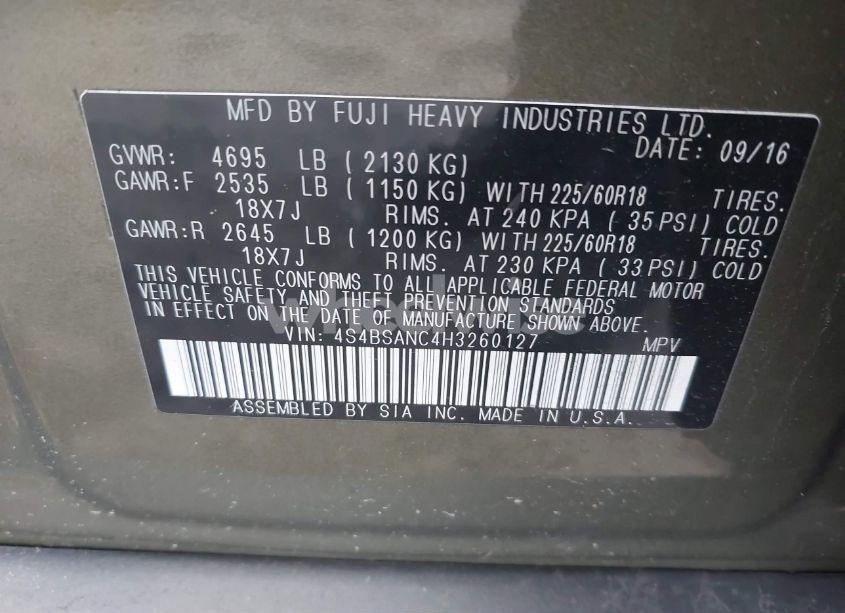 MFD BY FUJI HEAVY INDUSTRIES LTD.
DATE: 09/16
GVWR: 4695 LB ( 2130 KG)
GAWR:F 2535 LB ( 1150 KG) WITH 225/60R18 TIRES.
18X7J RIMS. AT 240 KPA ( 35 PSI) COLD
GAWR:R 2645 LB ( 1200 KG) WITH 225/60R18 TIRES.
18X7J RIMS. AT 230 KPA ( 33 PSI) COLD
THIS VEHICLE CONFORMS TO ALL APPLICABLE FEDERAL MOTOR
VEHICLE SAFETY AND THEFT PREVENTION STANDARDS
IN EFFECT ON THE DATE OF MANUFACTURE SHOWN ABOVE.
VIN: 4S4BSANC4H3260127 MPV
ASSEMBLED BY SIA INC. MADE IN U.S.A.